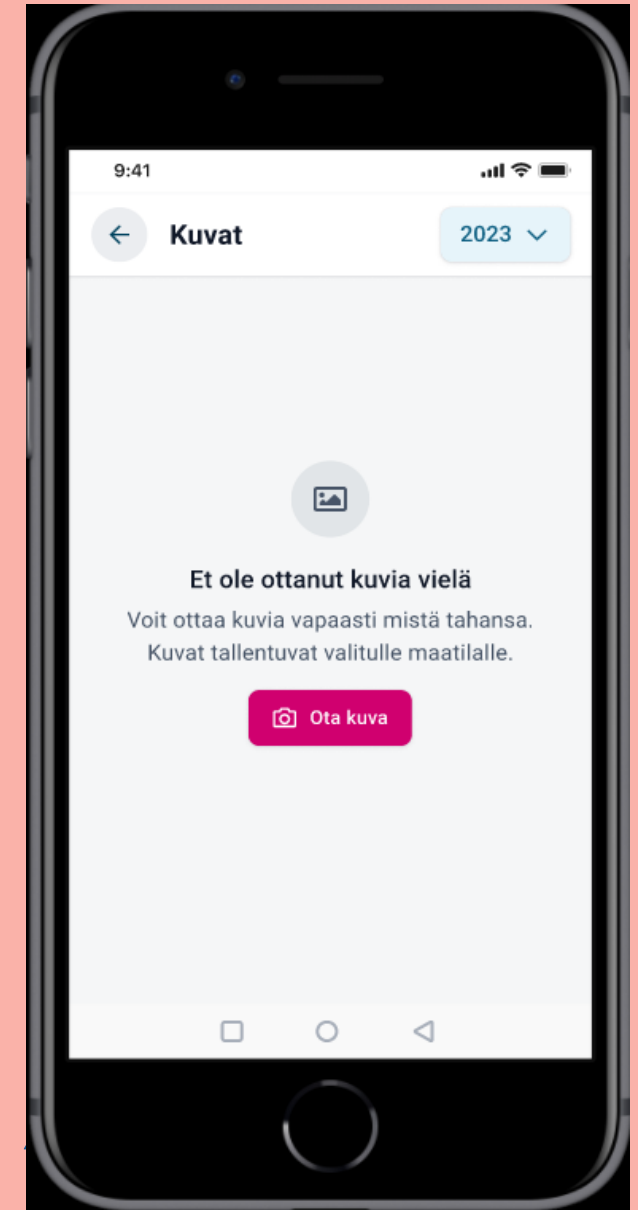 9:41
Kuvat
2023
Et ole ottanut kuvia vielä
Voit ottaa kuvia vapaasti mistä tahansa.
Kuvat tallentuvat valitulle maatilalle.
Ota kuva